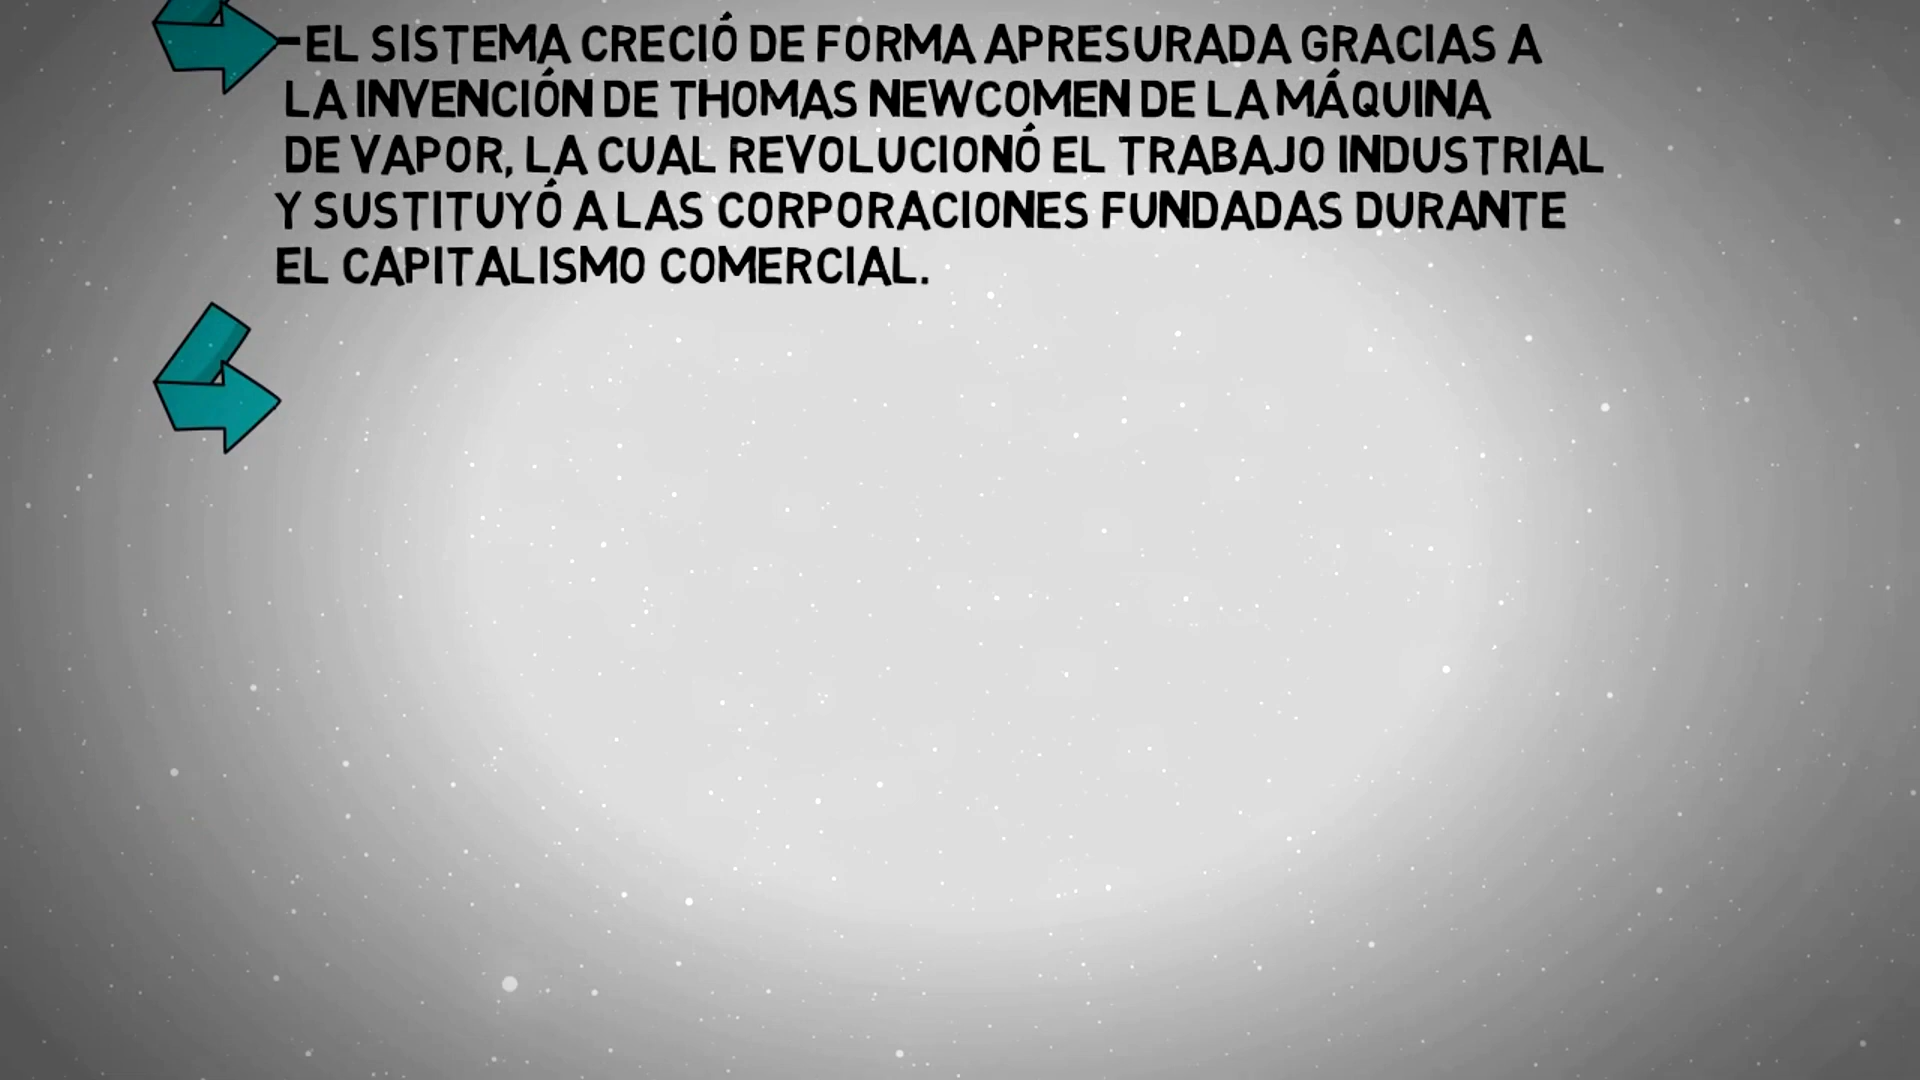 -EL SISTEMA CRECIÓ DE FORMA APRESURADA GRACIAS A
LA INVENCIÓN DE THOMAS NEWCOMEN DE LA MÁQUINA
DE VAPOR, LA CUAL REVOLUCIONÓ EL TRABAJO INDUSTRIAL
Y SUSTITUYÓ A LAS CORPORACIONES FUNDADAS DURANTE
EL CAPITALISMO COMERCIAL.